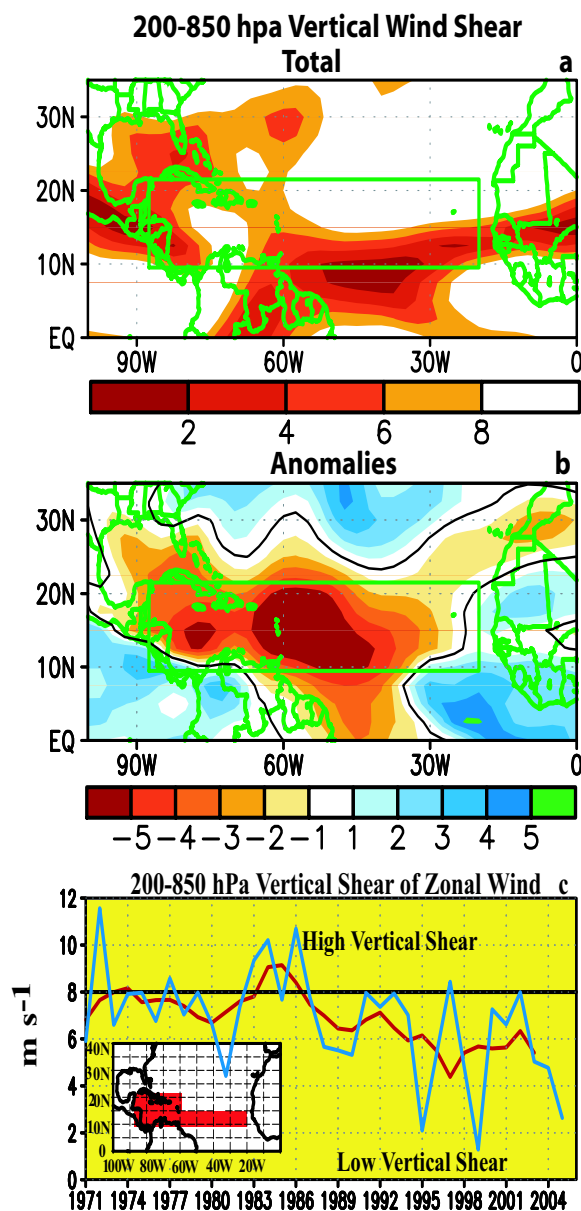 200-850 hpa Vertical Wind Shear
Total a
30N
20N
10N
EQ
90W 60W 30W 0
2 4 6 8
Anomalies b
30N
20N
10N
EQ
90W 60W 30W 0
-5 -4 -3 -2 -1 1 2 3 4 5
200-850 hPa Vertical Shear of Zonal Wind c
12
10
High Vertical Shear
8
m s⁻¹
6
4
40N
30N
20N
10N
0
100W 80W 60W 40W 20W
2
Low Vertical Shear
0
1971 1974 1977 1980 1983 1986 1989 1992 1995 1998 2001 2004